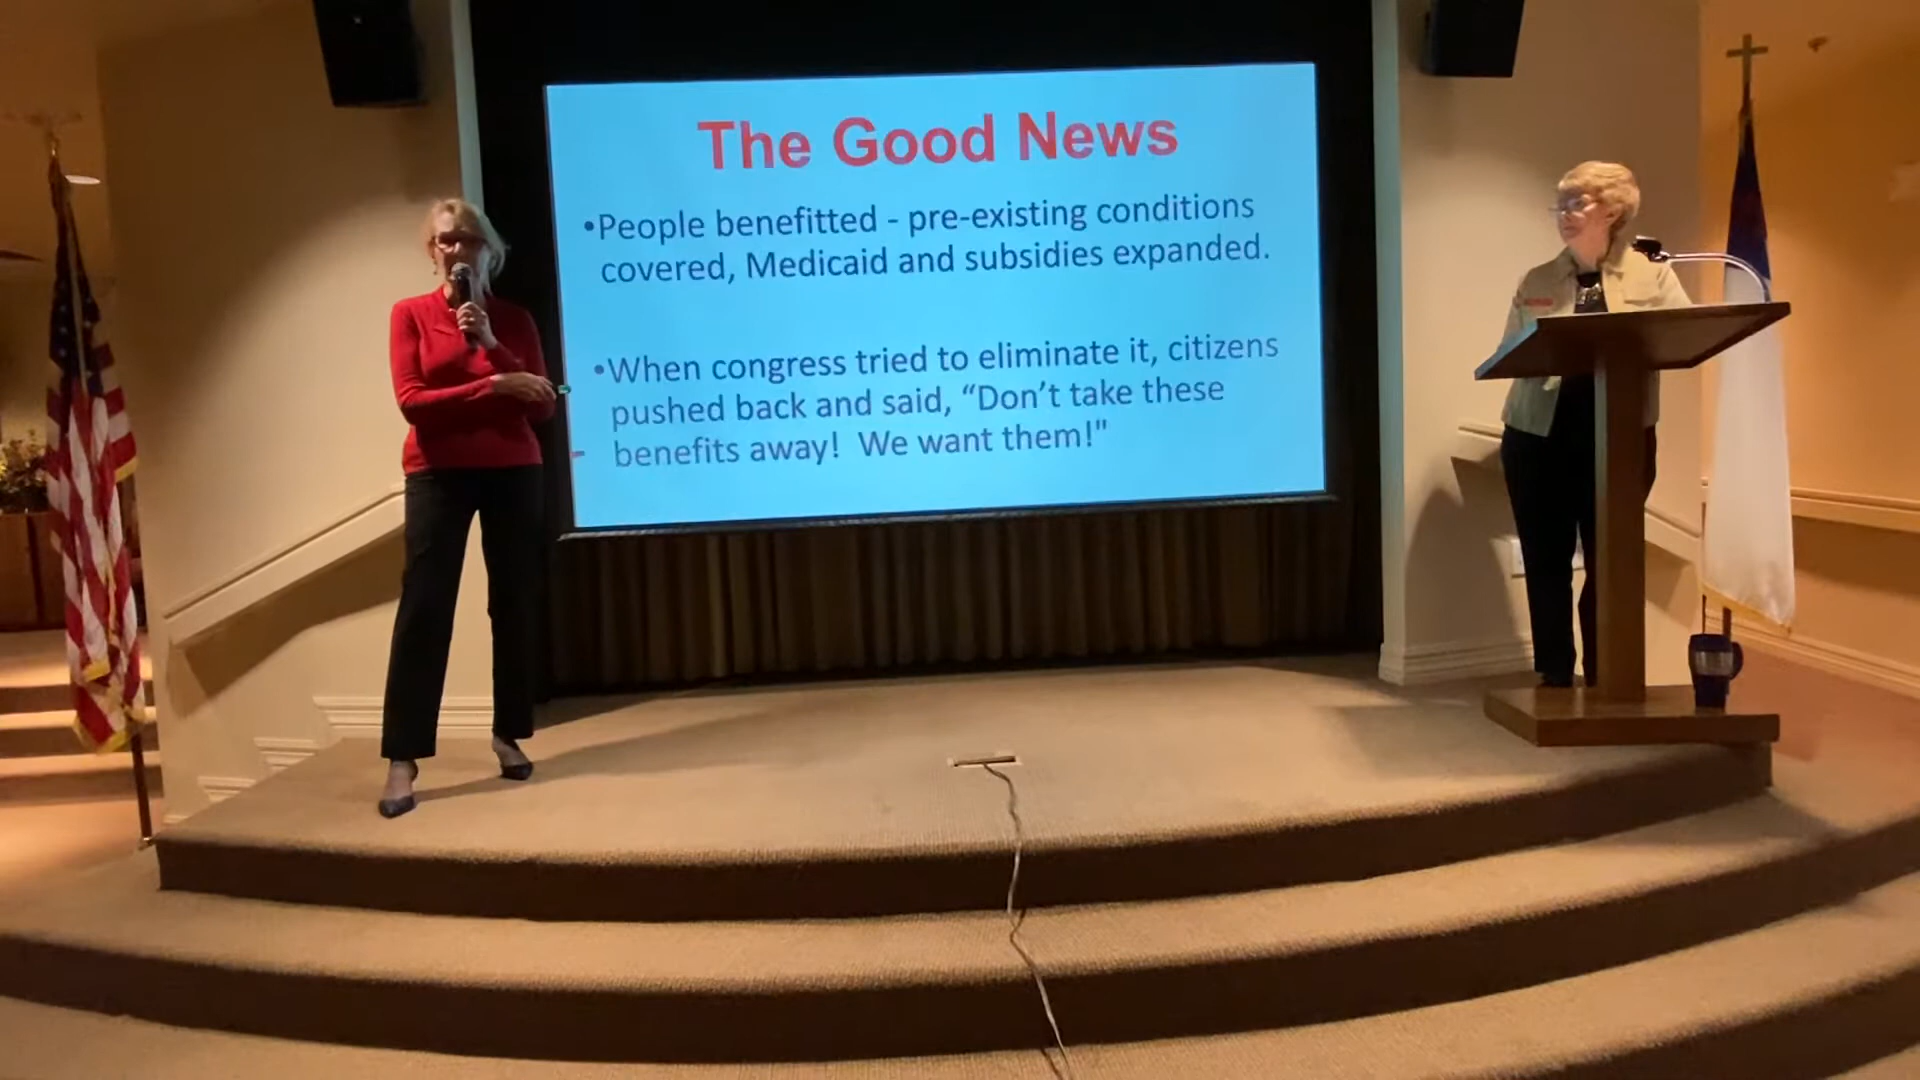 The Good News
•People benefitted - pre-existing conditions
covered, Medicaid and subsidies expanded.
•When congress tried to eliminate it, citizens
pushed back and said, “Don’t take these
benefits away!  We want them!"